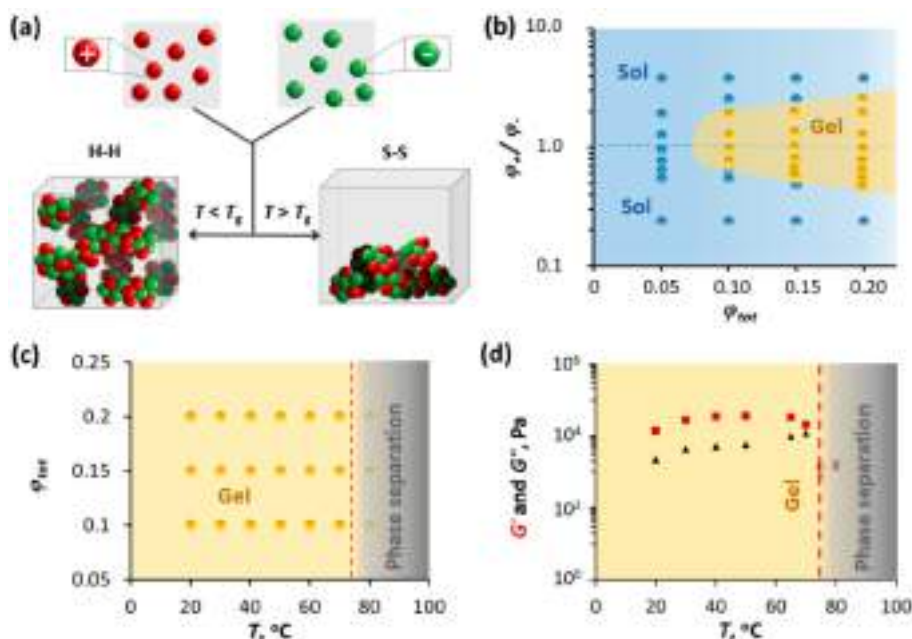 (a)
+
−
H-H
S-S
T < Tg
T > Tg
(b)
10.0
1.0
0.1
φ+/φ-
Sol
Gel
Sol
0
0.05
0.10
0.15
0.20
φtot
(c)
0.25
0.2
0.15
0.1
0.05
φtot
Gel
Phase separation
0
20
40
60
80
100
T, °C
(d)
G' and G'', Pa
10⁴
10²
10⁰
Gel
Phase separation
0
20
40
60
80
100
T, °C